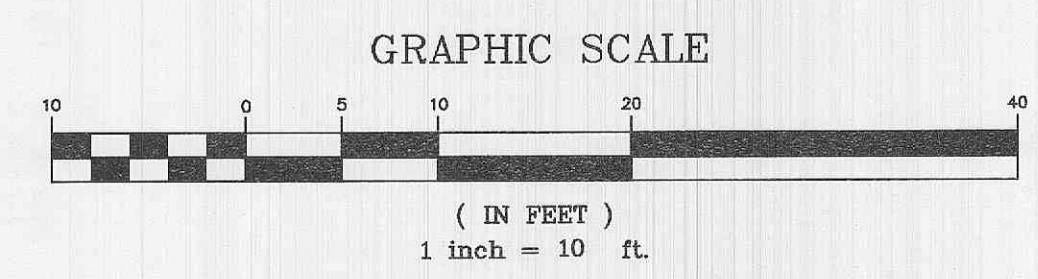 GRAPHIC SCALE
10 0 5 10 20 40
( IN FEET )
1 inch = 10 ft.